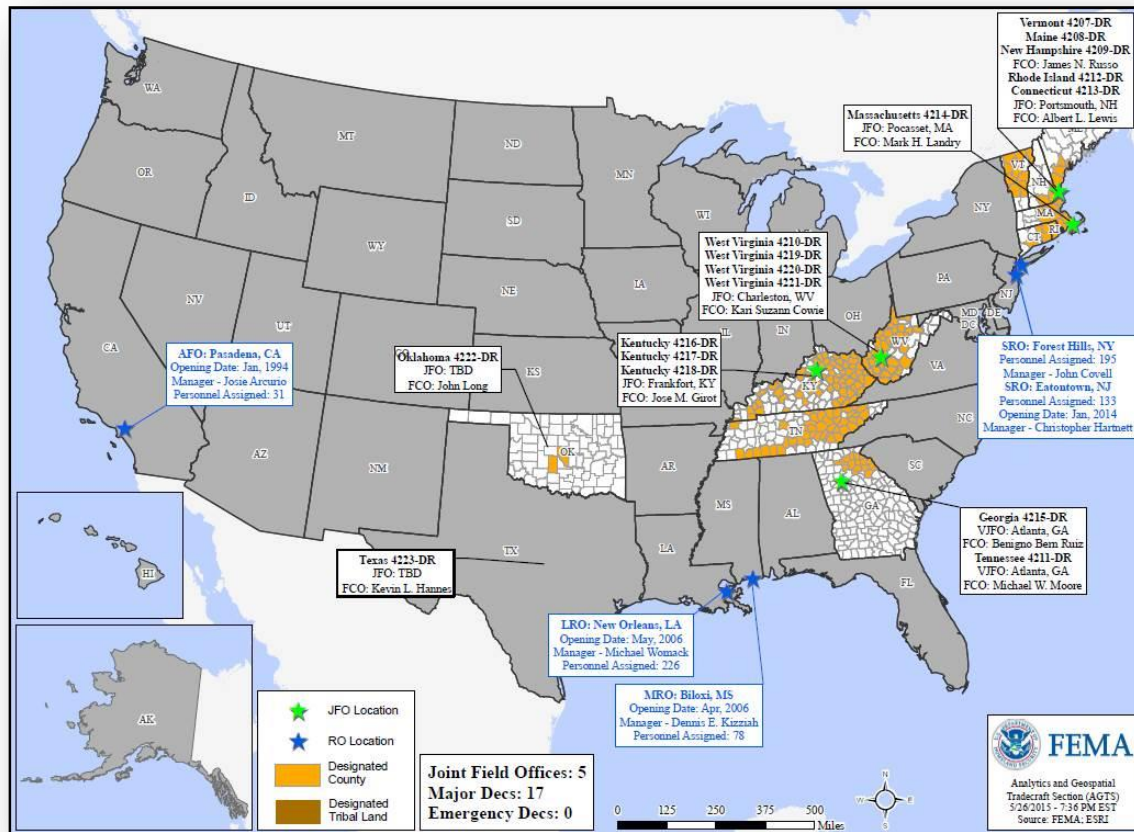 Vermont 4207-DR
Maine 4208-DR
New Hampshire 4209-DR
FCO: James N. Russo
Rhode Island 4212-DR
Connecticut 4213-DR
JFO: Portsmouth, NH
FCO: Albert L. Lewis
Massachusetts 4214-DR
JFO: Pocasset, MA
FCO: Mark H. Landry
West Virginia 4210-DR
West Virginia 4219-DR
West Virginia 4220-DR
West Virginia 4221-DR
JFO: Charleston, WV
FCO: Kari Suzann Cowie
Kentucky 4216-DR
Kentucky 4217-DR
Kentucky 4218-DR
JFO: Frankfort, KY
FCO: Jose M. Girot
Oklahoma 4222-DR
JFO: TBD
FCO: John Long
AFO: Pasadena, CA
Opening Date: Jan, 1994
Manager - Josie Arcurio
Personnel Assigned: 31
SRO: Forest Hills, NY
Personnel Assigned: 195
Manager - John Covell
SRO: Eatontown, NJ
Personnel Assigned: 133
Opening Date: Jan, 2014
Manager - Christopher Hartnett
Georgia 4215-DR
VJFO: Atlanta, GA
FCO: Benigno Bern Ruiz
Tennessee 4211-DR
VJFO: Atlanta, GA
FCO: Michael W. Moore
Texas 4223-DR
JFO: TBD
FCO: Kevin L. Hannes
LRO: New Orleans, LA
Opening Date: May, 2006
Manager - Michael Womack
Personnel Assigned: 226
MRO: Biloxi, MS
Opening Date: Apr, 2006
Manager - Dennis E. Kizziah
Personnel Assigned: 78
WA
MT
ND
MN
OR
ID
SD
WI
WY
NE
IA
NV
UT
CA
KS
IL
IN
OH
PA
NY
VT
NH
MA
CT
RI
NJ
MD
DE
DC
WV
VA
KY
NC
TN
AZ
NM
OK
AR
SC
MS
AL
GA
TX
LA
FL
HI
AK
JFO Location
RO Location
Designated
County
Designated
Tribal Land
Joint Field Offices: 5
Major Decs: 17
Emergency Decs: 0
N
W
E
S
0 125 250 375 500
Miles
FEMA
Analytics and Geospatial
Tradecraft Section (AGTS)
5/26/2015 - 7:36 PM EST
Source: FEMA; ESRI